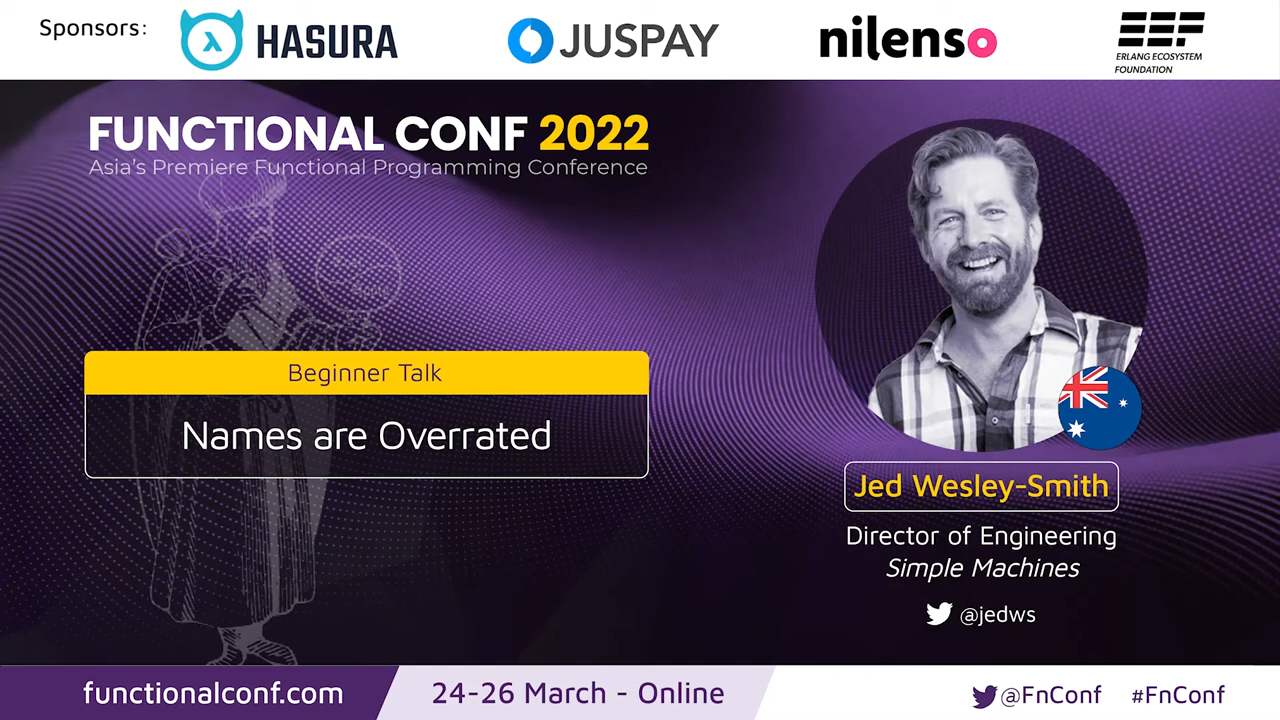 Sponsors:
HASURA
JUSPAY
nilenso
EEF
ERLANG ECOSYSTEM
FOUNDATION
FUNCTIONAL CONF 2022
Asia's Premiere Functional Programming Conference
Beginner Talk
Names are Overrated
Jed Wesley-Smith
Director of Engineering
Simple Machines
@jedws
functionalconf.com
24-26 March - Online
@FnConf
#FnConf